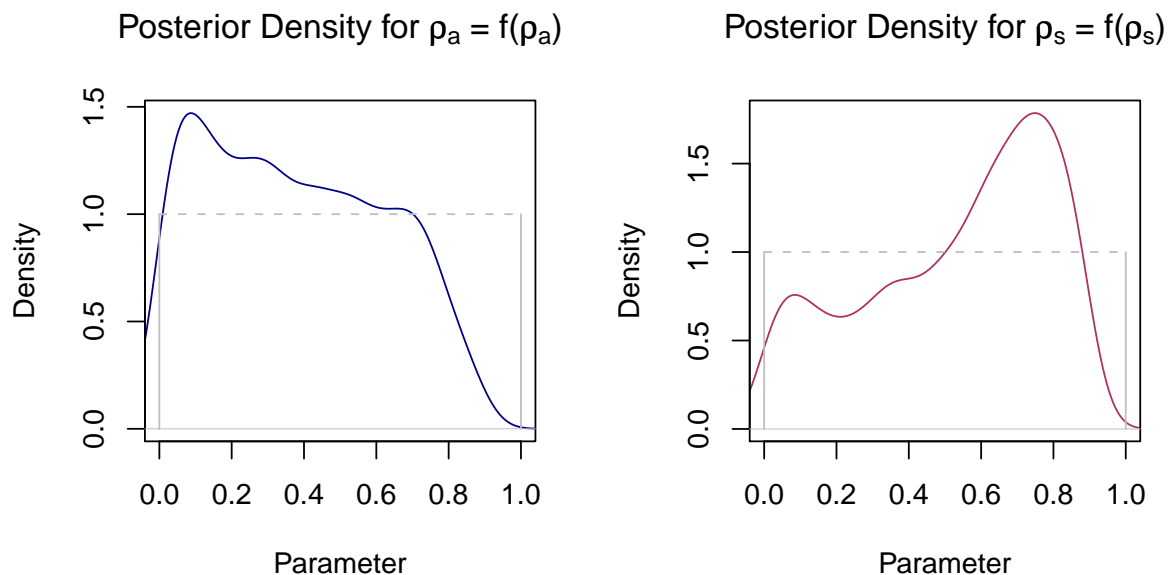 Posterior Density for ρₐ = f(ρₐ)
Density
1.5
1.0
0.5
0.0
0.0 0.2 0.4 0.6 0.8 1.0
Parameter
Posterior Density for ρₛ = f(ρₛ)
Density
1.5
1.0
0.5
0.0
0.0 0.2 0.4 0.6 0.8 1.0
Parameter